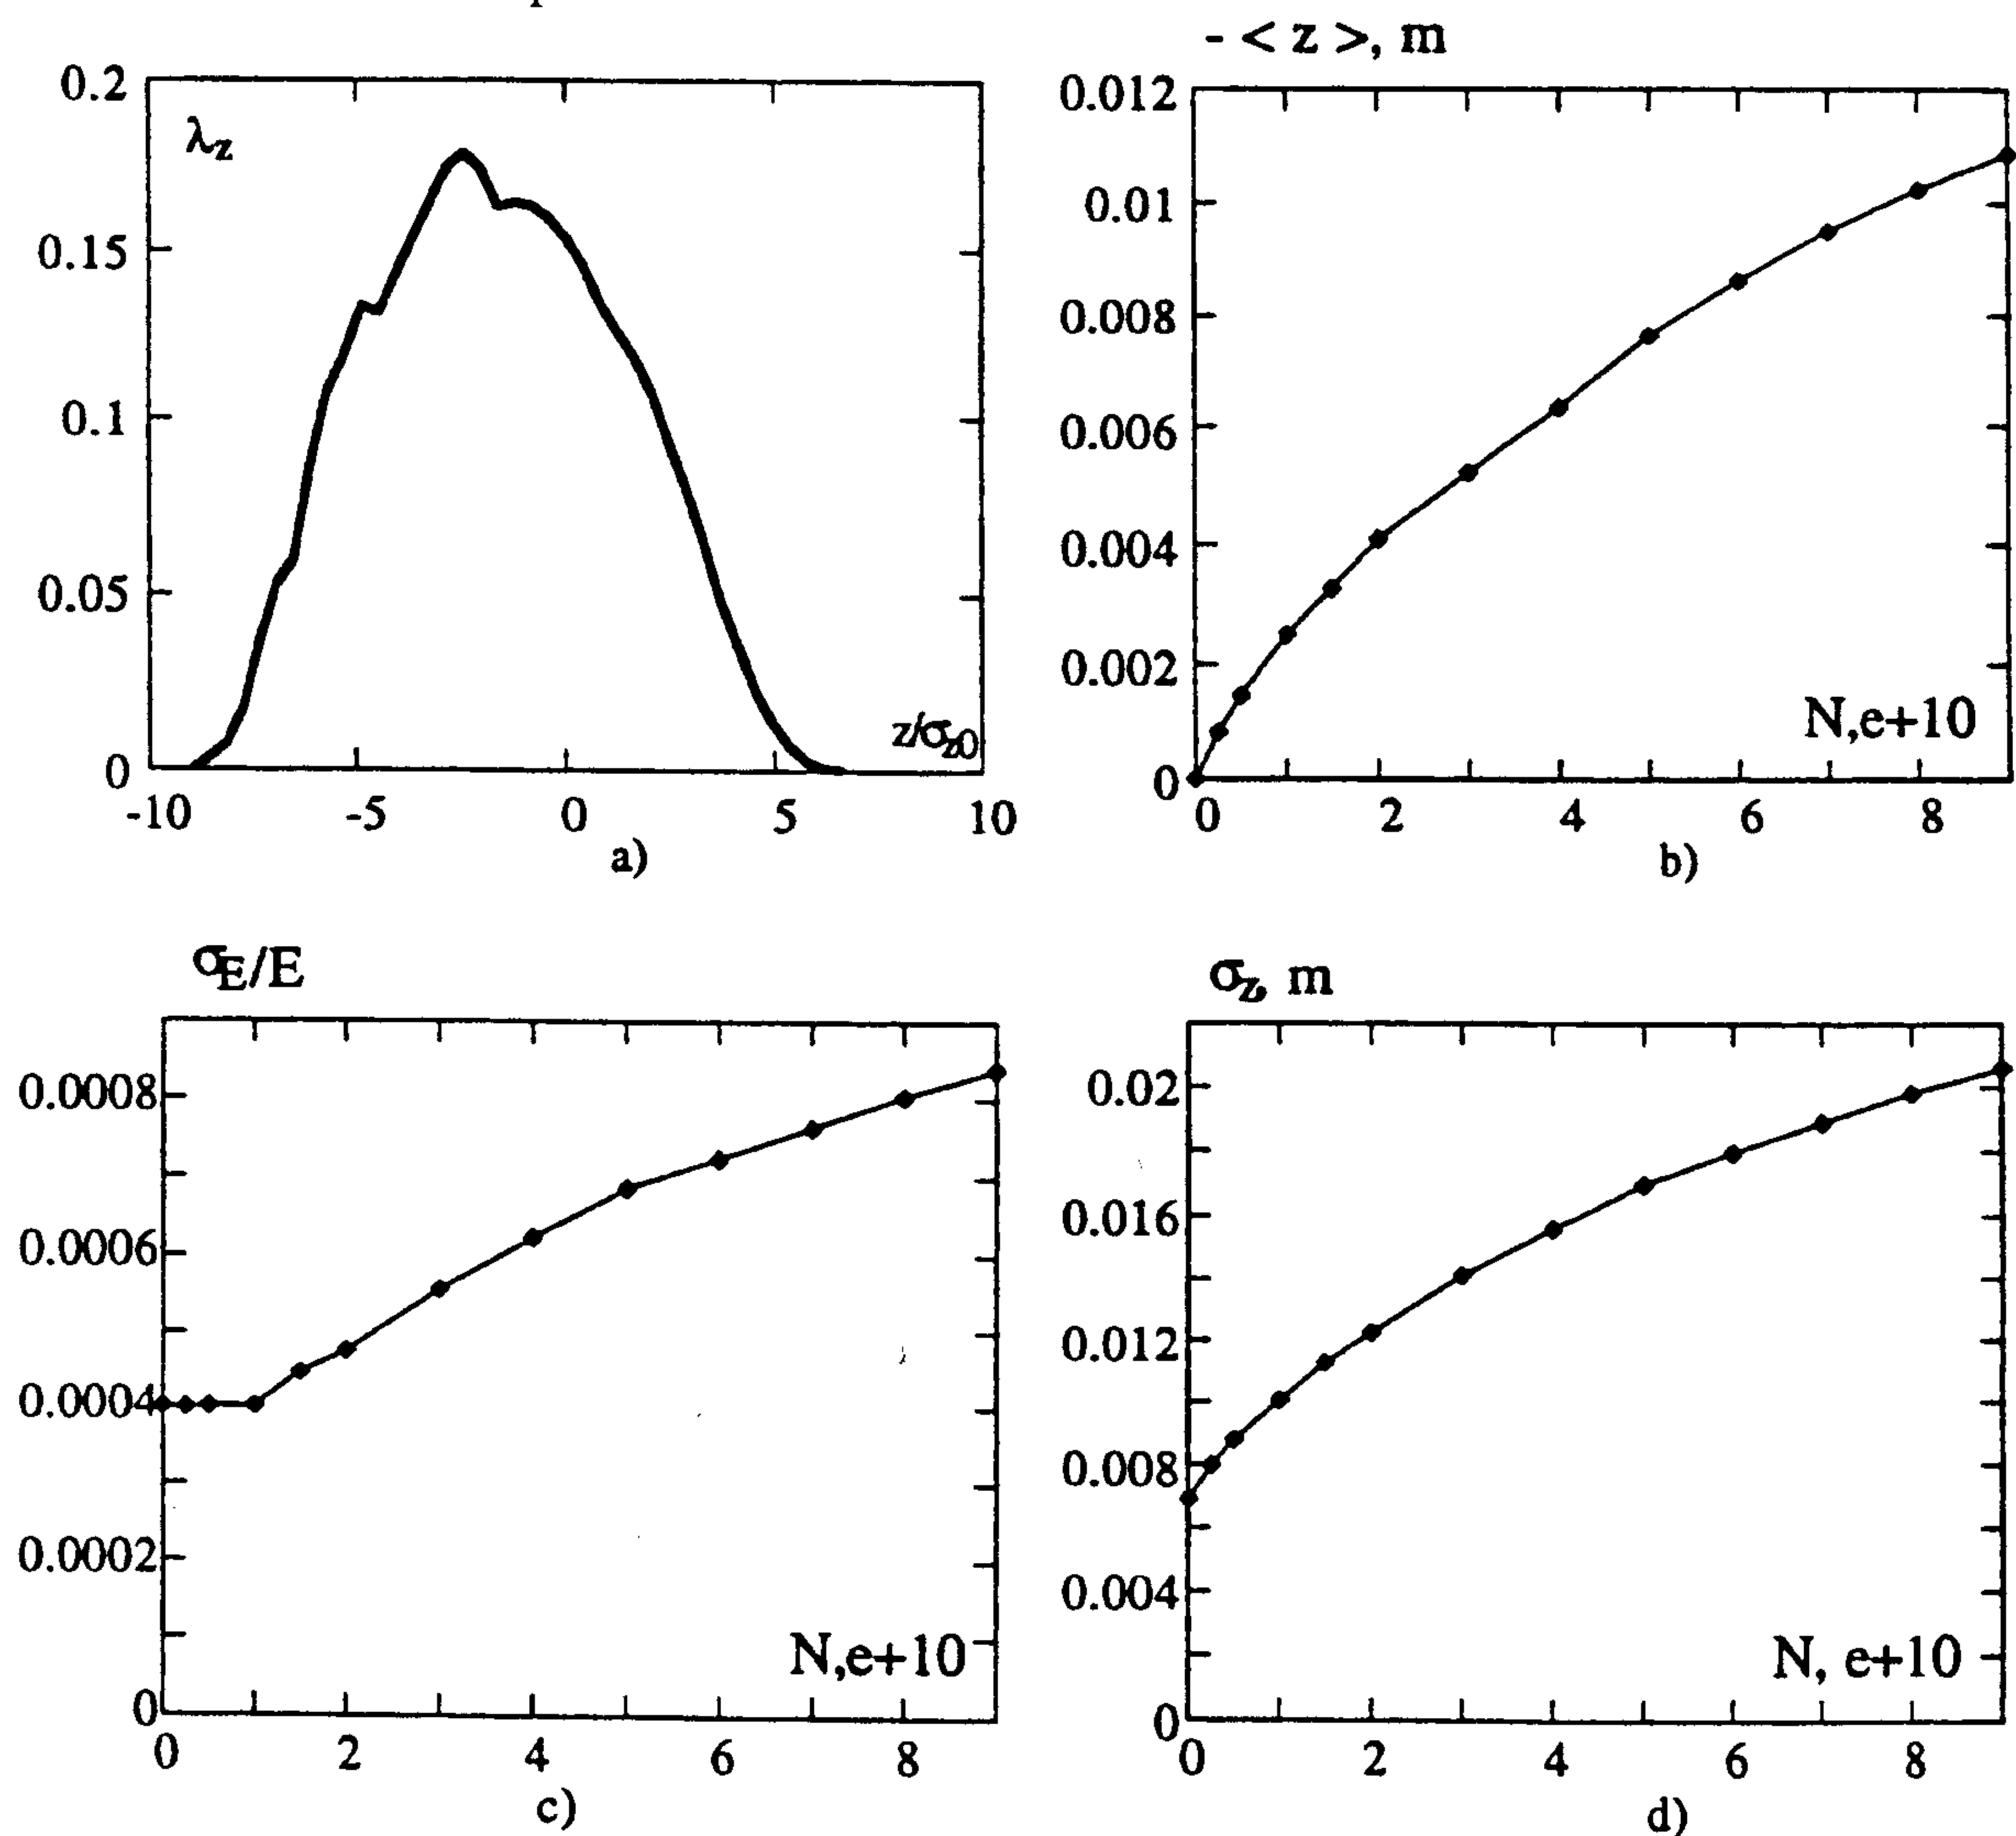 - < z >, m
0.2
λz
0.15
0.1
0.05
0
z/σz0
-10 -5 0 5 10
a)
0.012
0.01
0.008
0.006
0.004
0.002
0
N,e+10
0 2 4 6 8
b)
σE/E
0.0008
0.0006
0.0004
0.0002
0
N,e+10
0 2 4 6 8
c)
σz, m
0.02
0.016
0.012
0.008
0.004
0
N, e+10
0 2 4 6 8
d)